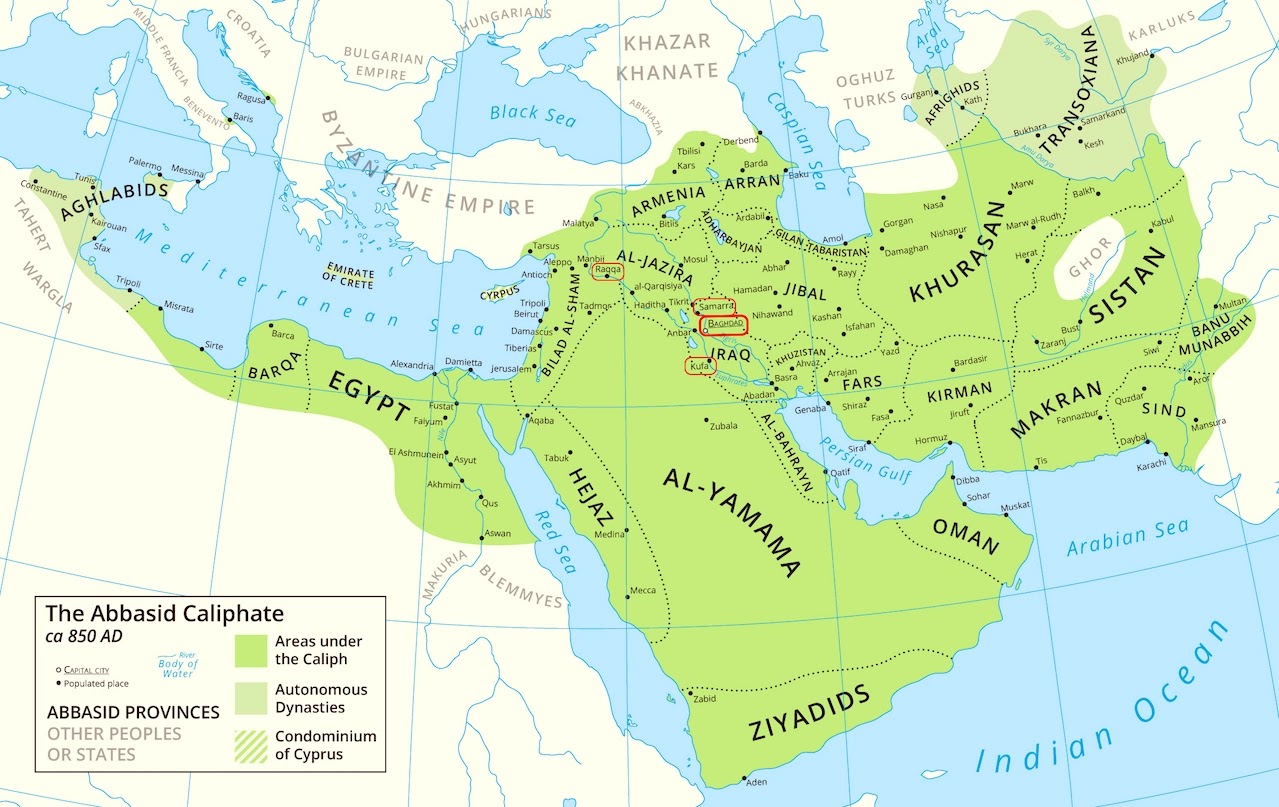 HUNGARIANS
CROATIA
MIDDLE FRANCIA
BULGARIAN
EMPIRE
KHAZAR
KHANATE
Aral
Sea
Syr Darya
KARLUKS
Khujand
OGHUZ
TURKS
Gurganj
AFRIGHIDS
Kath
TRANSOXIANA
Samarkand
Bukhara
Kesh
Amu Darya
BENEVENTO
Ragusa
Baris
Black Sea
ABKHAZIA
Caspian Sea
BYZANTINE EMPIRE
Derbend
Tbilisi
Kars
Barda
Baku
ARRAN
ARMENIA
Bitlis
Ardabil
ADHARBAYJAN
GILAN
TABARISTAN
Amol
Palermo
Messina
Tunis
Constantine
AGHLABIDS
Kairouan
Sfax
TAHERT
WARGLA
Tripoli
Misrata
Sirte
Mediterranean Sea
EMIRATE
OF CRETE
CYRPUS
Malatya
Tarsus
Antioch
Aleppo
Manbij
Raqqa
AL-JAZIRA
Mosul
al-Qarqisiya
Haditha
Tikrit
Samarra
BAGHDAD
Anbar
Tigris
IRAQ
Kufa
Euphrates
Basra
Abadan
Tripoli
Beirut
Damascus
Tiberias
Jerusalem
Tadmor
BILAD AL-SHAM
Abhar
Rayy
Hamadan
JIBAL
Nihawand
Kashan
Isfahan
KHUZISTAN
Ahvaz
Arrajan
FARS
Shiraz
Fasa
Yazd
Genaba
Siraf
Gorgan
Damaghan
Nasa
Nishapur
Marw
Marw al-Rudh
Balkh
Herat
KHURASAN
GHOR
Helmand
Kabul
SISTAN
Bust
Zaranj
Multan
BANU
MUNABBIH
Siwi
Aror
Bardasir
KIRMAN
Jiruft
Hormuz
MAKRAN
Fannazbur
Quzdar
SIND
Mansura
Daybal
Karachi
Tis
Barca
BARQA
Alexandria
Damietta
EGYPT
Fustat
Faiyum
Nile
El Ashmunein
Asyut
Akhmim
Qus
Aswan
MAKURIA
BLEMMYES
Aqaba
Tabuk
HEJAZ
Medina
Mecca
Red Sea
Zubala
AL-BAHRAYN
Qatif
Persian Gulf
AL-YAMAMA
Dibba
Sohar
Muskat
OMAN
Arabian Sea
Zabid
ZIYADIDS
Aden
Indian Ocean
The Abbasid Caliphate
ca 850 AD
CAPITAL CITY
Populated place
River
Body of
Water
ABBASID PROVINCES
OTHER PEOPLES
OR STATES
Areas under
the Caliph
Autonomous
Dynasties
Condominium
of Cyprus